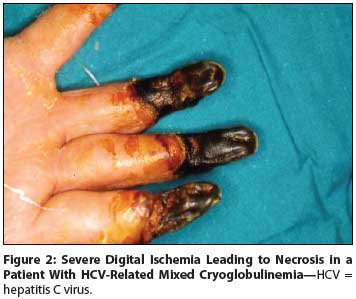 Figure 2: Severe Digital Ischemia Leading to Necrosis in a
Patient With HCV-Related Mixed Cryoglobulinemia—HCV =
hepatitis C virus.